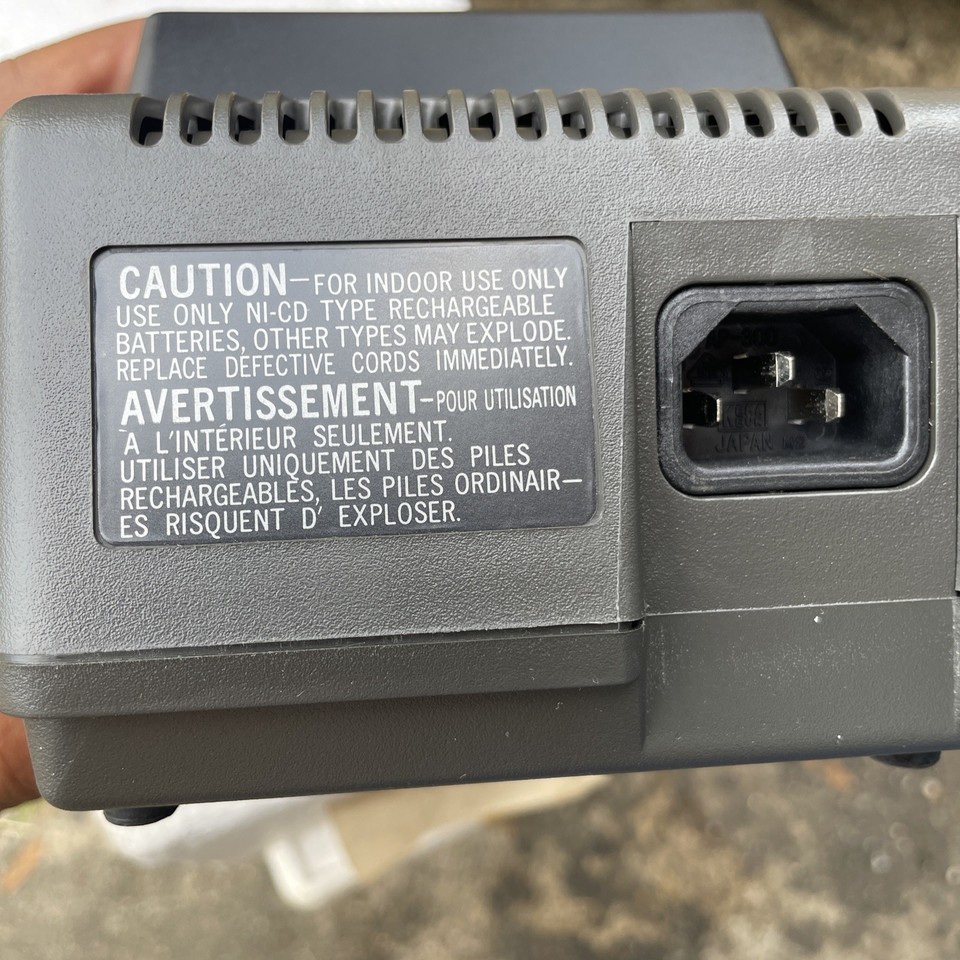 CAUTION—FOR INDOOR USE ONLY
USE ONLY NI-CD TYPE RECHARGEABLE
BATTERIES, OTHER TYPES MAY EXPLODE.
REPLACE DEFECTIVE CORDS IMMEDIATELY.
AVERTISSEMENT—POUR UTILISATION
À L'INTÉRIEUR SEULEMENT.
UTILISER UNIQUEMENT DES PILES
RECHARGEABLES, LES PILES ORDINAIR—
ES RISQUENT D' EXPLOSER.
JAPAN